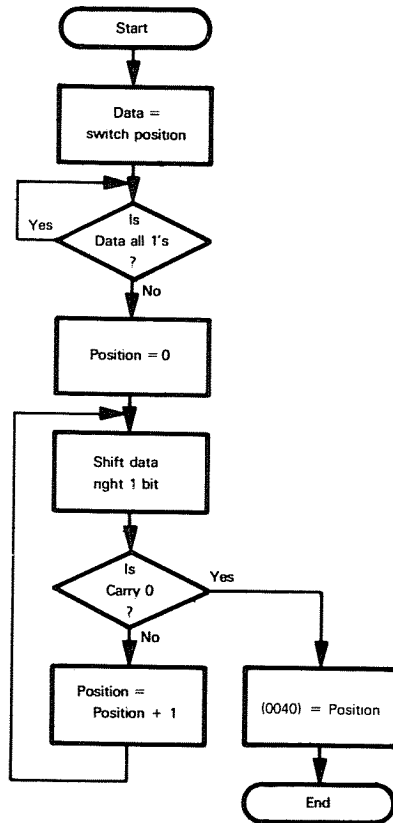 Start
Data =
switch position
Is
Data all 1's
?
Yes
No
Position = 0
Shift data
right 1 bit
Is
Carry 0
?
Yes
No
Position =
Position + 1
(0040) = Position
End